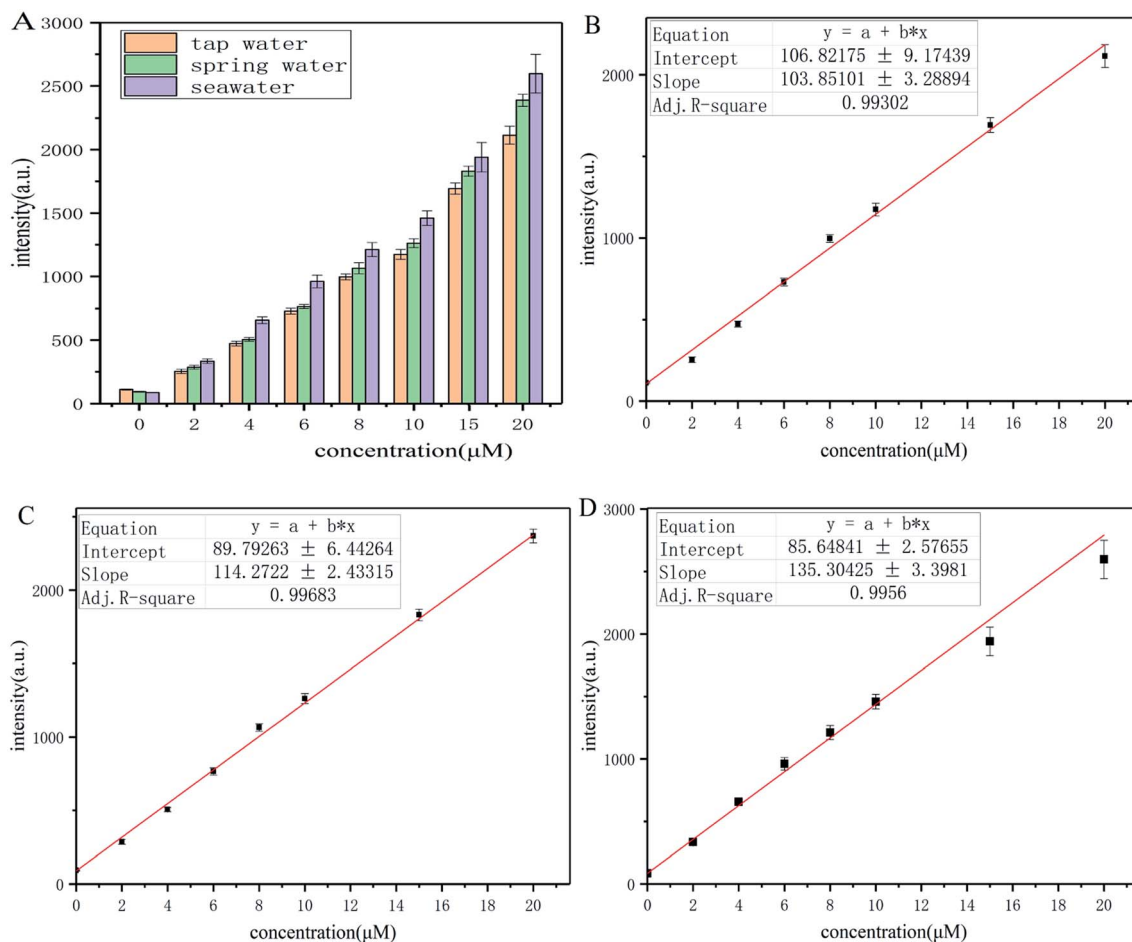 A
3000
2500
2000
1500
1000
500
0
intensity(a.u.)
tap water
spring water
seawater
0 2 4 6 8 10 15 20
concentration(μM)
B
Equation y = a + b*x
Intercept 106.82175 ± 9.17439
Slope 103.85101 ± 3.28894
Adj.R-square 0.99302
2000
1000
0
intensity(a.u.)
0 2 4 6 8 10 12 14 16 18 20
concentration(μM)
C
Equation y = a + b*x
Intercept 89.79263 ± 6.44264
Slope 114.2722 ± 2.43315
Adj.R-square 0.99683
2000
1000
0
intensity(a.u.)
0 2 4 6 8 10 12 14 16 18 20
concentration(μM)
D
Equation y = a + b*x
Intercept 85.64841 ± 2.57655
Slope 135.30425 ± 3.3981
Adj.R-square 0.9956
3000
2000
1000
0
intensity(a.u.)
0 2 4 6 8 10 12 14 16 18 20
concentration(μM)